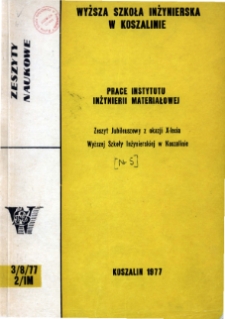 WYŻSZA SZKOŁA INŻYNIERSKA
W KOSZALINIE
ZESZYTY
NAUKOWE
PRACE INSTYTUTU
INŻYNIERII MATERIAŁOWEJ
Zeszyt Jubileuszowy z okazji X-lecia
Wyższej Szkoły Inżynierskiej w Koszalinie
[Nr 5]
3/8/77
2/IM
KOSZALIN 1977